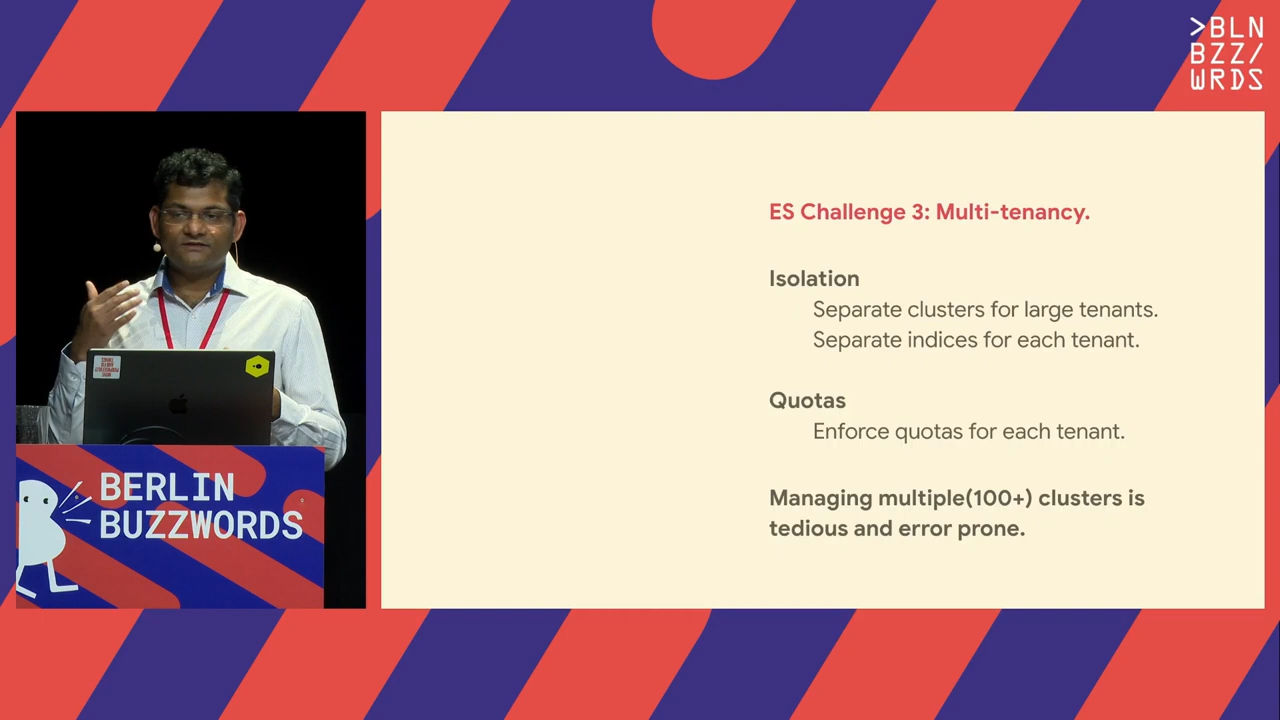 >BLN
BZZ/
WRDS
ES Challenge 3: Multi-tenancy.
Isolation
Separate clusters for large tenants.
Separate indices for each tenant.
Quotas
Enforce quotas for each tenant.
Managing multiple(100+) clusters is
tedious and error prone.
BERLIN
BUZZWORDS